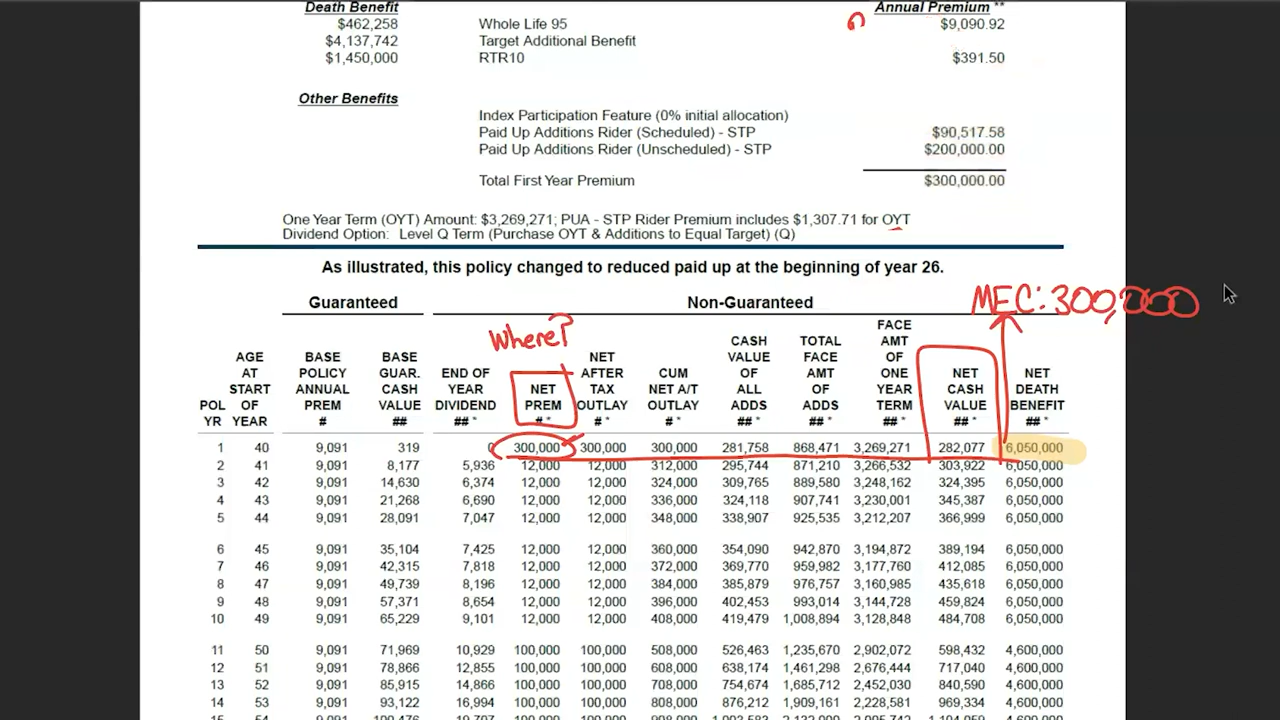 Death Benefit Annual Premium **
$462,258 Whole Life 95 $9,090.92
$4,137,742 Target Additional Benefit
$1,450,000 RTR10 $391.50
Other Benefits
Index Participation Feature (0% initial allocation)
Paid Up Additions Rider (Scheduled) - STP $90,517.58
Paid Up Additions Rider (Unscheduled) - STP $200,000.00
Total First Year Premium $300,000.00
One Year Term (OYT) Amount: $3,269,271; PUA - STP Rider Premium includes $1,307.71 for OYT
Dividend Option: Level Q Term (Purchase OYT & Additions to Equal Target) (Q)
As illustrated, this policy changed to reduced paid up at the beginning of year 26.
Guaranteed Non-Guaranteed
MEC: 300,000
Where?
FACE
CASH TOTAL AMT
AGE BASE NET VALUE FACE OF NET NET
AT POLICY GUAR. END OF NET AFTER CUM OF AMT ONE CASH DEATH
POL START ANNUAL CASH YEAR PREM TAX NET A/T ALL OF YEAR VALUE BENEFIT
YR OF PREM VALUE DIVIDEND # * OUTLAY OUTLAY ADDS ADDS TERM ## * ## *
YEAR # ## ## * # * # * ## * ## * ## *
1 40 9,091 319 0 300,000 300,000 300,000 281,758 868,471 3,269,271 282,077 6,050,000
2 41 9,091 8,177 5,936 12,000 12,000 312,000 295,744 871,210 3,266,532 303,922 6,050,000
3 42 9,091 14,630 6,374 12,000 12,000 324,000 309,765 889,580 3,248,162 324,395 6,050,000
4 43 9,091 21,268 6,690 12,000 12,000 336,000 324,118 907,741 3,230,001 345,387 6,050,000
5 44 9,091 28,091 7,047 12,000 12,000 348,000 338,907 925,535 3,212,207 366,999 6,050,000
6 45 9,091 35,104 7,425 12,000 12,000 360,000 354,090 942,870 3,194,872 389,194 6,050,000
7 46 9,091 42,315 7,818 12,000 12,000 372,000 369,770 959,982 3,177,760 412,085 6,050,000
8 47 9,091 49,739 8,196 12,000 12,000 384,000 385,879 976,757 3,160,985 435,618 6,050,000
9 48 9,091 57,371 8,654 12,000 12,000 396,000 402,453 993,014 3,144,728 459,824 6,050,000
10 49 9,091 65,229 9,101 12,000 12,000 408,000 419,479 1,008,894 3,128,848 484,708 6,050,000
11 50 9,091 71,969 10,929 100,000 100,000 508,000 526,463 1,235,670 2,902,072 598,432 4,600,000
12 51 9,091 78,866 12,855 100,000 100,000 608,000 638,174 1,461,298 2,676,444 717,040 4,600,000
13 52 9,091 85,915 14,866 100,000 100,000 708,000 754,674 1,685,712 2,452,030 840,590 4,600,000
14 53 9,091 93,122 16,994 100,000 100,000 808,000 876,212 1,909,161 2,228,581 969,334 4,600,000